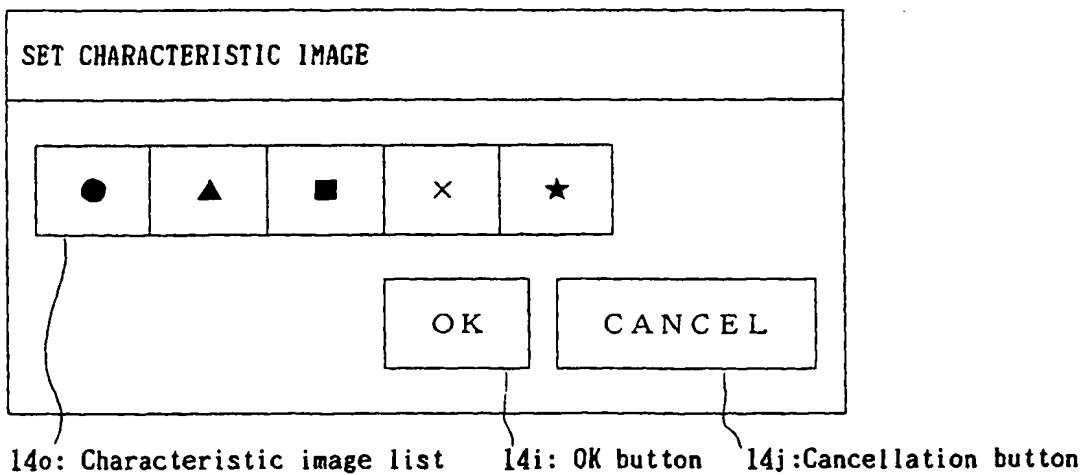 SET CHARACTERISTIC IMAGE
OK
CANCEL
14o: Characteristic image list
14i: OK button
14j:Cancellation button